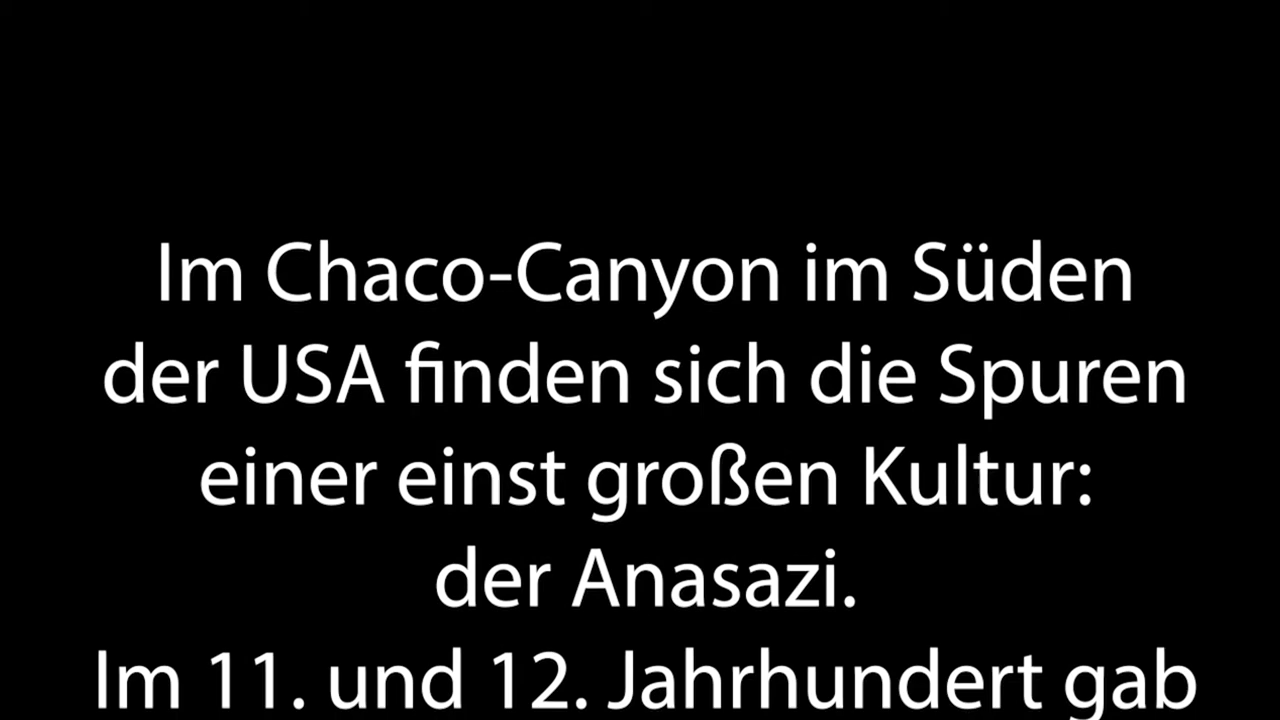 Im Chaco-Canyon im Süden
der USA finden sich die Spuren
einer einst großen Kultur:
der Anasazi.
Im 11. und 12. Jahrhundert gab